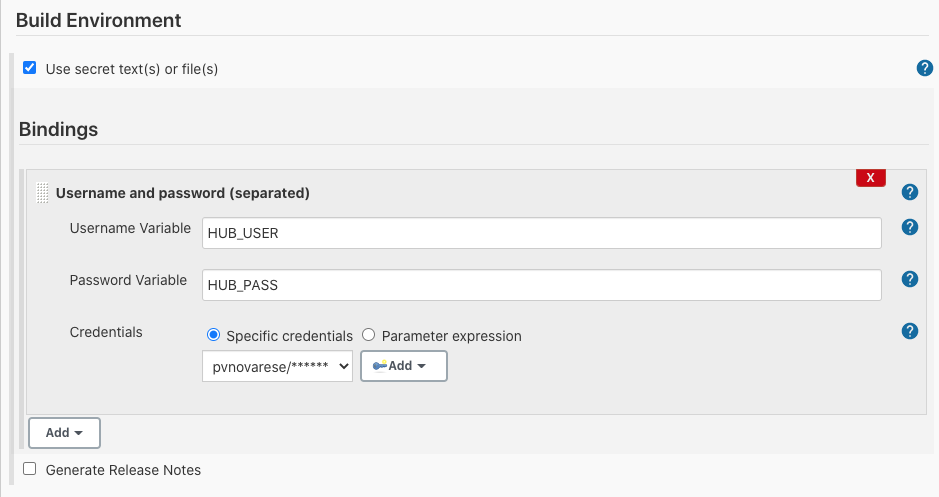 Build Environment
Use secret text(s) or file(s)
?
Bindings
X
Username and password (separated)
?
Username Variable
HUB_USER
?
Password Variable
HUB_PASS
?
Credentials
Specific credentials
Parameter expression
?
pvnovarese/******
Add
Add
Generate Release Notes